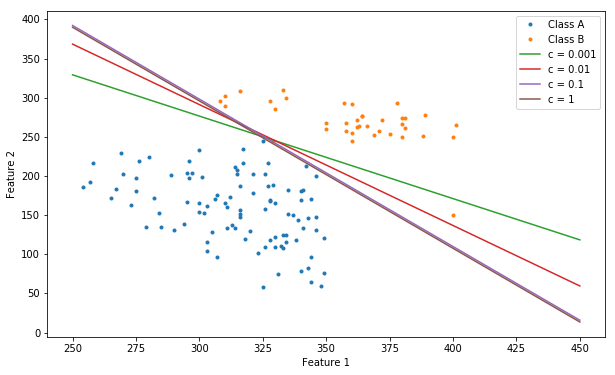 400
350
300
250
200
150
100
50
0
250
275
300
325
350
375
400
425
450
Feature 1
Feature 2
Class A
Class B
c = 0.001
c = 0.01
c = 0.1
c = 1